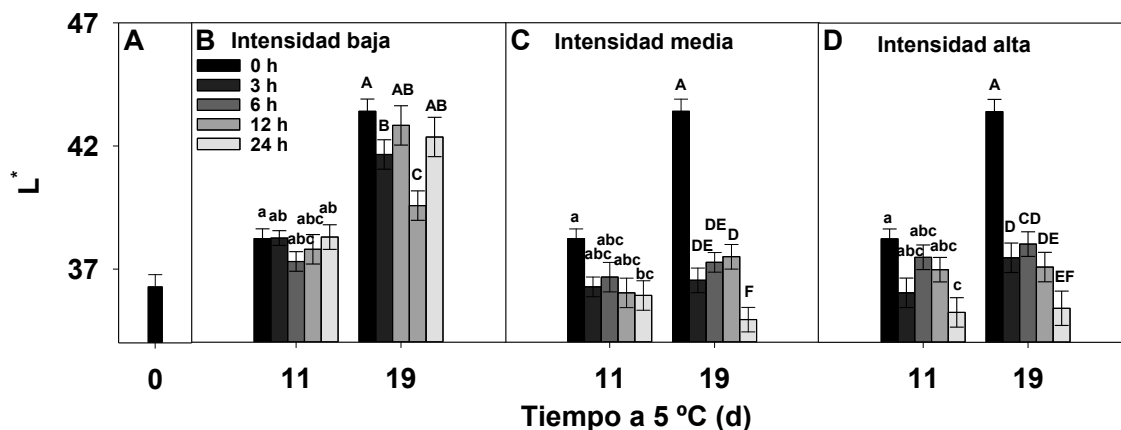 47
42
37
L*
A
B Intensidad baja
0 h
3 h
6 h
12 h
24 h
A
B
AB
C
AB
a
ab
abc
abc
ab
C Intensidad media
A
a
abc
abc
abc
bc
DE
DE
D
F
D Intensidad alta
A
a
abc
abc
abc
c
D
CD
DE
EF
0
11
19
11
19
11
19
Tiempo a 5 ºC (d)